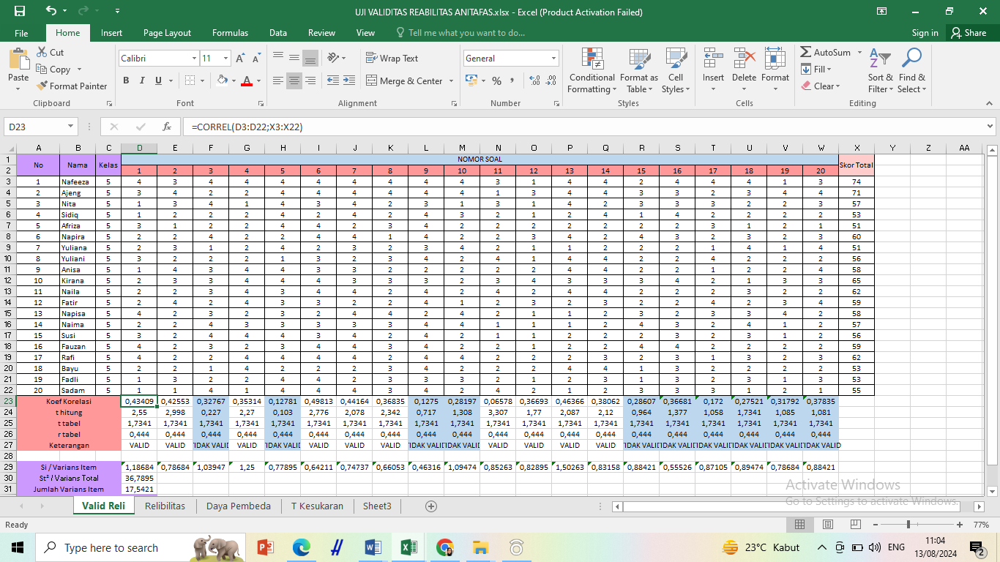 UJI VALIDITAS REABILITAS ANITAFAS.xlsx - Excel (Product Activation Failed)
File Home Insert Page Layout Formulas Data Review View Tell me what you want to do... Sign in Share
Cut
Copy
Format Painter
Paste
Calibri 11
B I U
Wrap Text
Merge & Center
General
% ,
Conditional Formatting
Format as Table
Cell Styles
Insert Delete Format
AutoSum
Fill
Clear
Sort & Filter
Find & Select
Clipboard Font Alignment Number Styles Cells Editing
D23 fx =CORREL(D3:D22;X3:X22)
A B C D E F G H I J K L M N O P Q R S T U V W X Y Z AA
1 No Nama Kelas NOMOR SOAL Skor Total
2 1 2 3 4 5 6 7 8 9 10 11 12 13 14 15 16 17 18 19 20
3 1 Nafeeza 5 4 3 4 4 4 4 4 4 4 4 3 1 4 4 2 4 4 4 1 3 74
4 2 Ajeng 5 3 4 2 2 4 4 4 4 4 4 1 3 4 4 3 3 2 3 4 4 71
5 3 Nita 5 1 3 4 1 4 3 4 2 3 1 3 1 4 2 3 3 3 2 2 3 57
6 4 Sidiq 5 1 2 2 2 4 2 4 2 4 3 2 1 2 4 1 4 2 2 2 2 53
7 5 Afriza 5 3 1 2 2 4 4 2 3 4 2 2 2 2 2 2 2 3 1 2 1 51
8 6 Napira 5 2 2 4 2 2 4 4 1 4 2 2 3 4 2 4 3 2 3 2 3 60
9 7 Yuliana 5 2 3 1 2 4 2 3 2 3 4 2 1 1 2 2 2 1 4 1 4 51
10 8 Yuliani 5 3 2 2 2 1 3 2 3 4 2 4 1 4 4 2 2 4 2 2 2 56
11 9 Anisa 5 1 4 3 4 4 3 3 2 2 2 2 2 4 4 2 2 1 2 2 4 58
12 10 Kirana 5 2 3 3 4 4 4 3 3 3 2 3 4 3 3 3 4 2 1 3 3 65
13 11 Naila 5 2 2 3 4 3 4 4 2 4 2 4 2 4 4 2 2 2 3 2 2 62
14 12 Fatir 5 2 4 2 4 3 3 2 2 4 1 2 3 2 3 2 2 4 2 3 4 59
15 13 Napisa 5 4 2 3 2 3 2 4 4 2 4 2 1 1 2 3 2 3 3 4 2 58
16 14 Naima 5 2 2 4 3 3 3 3 3 4 4 1 1 1 2 4 3 2 4 1 2 57
17 15 Susi 5 3 2 4 4 4 3 4 2 4 2 1 1 2 2 2 3 2 3 1 2 56
18 16 Fauzan 5 4 2 3 2 3 4 4 3 4 2 2 1 2 2 4 4 2 2 2 2 59
19 17 Rafi 5 4 2 2 4 4 4 2 2 4 4 2 2 2 3 2 3 1 3 2 3 62
20 18 Bayu 5 2 2 1 4 2 2 2 3 4 2 2 2 4 4 1 3 2 2 2 2 53
21 19 Fadli 5 1 3 2 2 4 4 2 3 3 3 2 1 2 3 1 3 2 3 1 3 53
22 20 Sadam 5 1 1 4 4 4 4 1 3 4 2 4 2 1 2 3 3 3 1 2 1 55
23 Koef Korelasi 0,43409 0,42553 0,32767 0,35314 0,12781 0,49813 0,44164 0,36835 0,1275 0,28197 0,06578 0,36693 0,46366 0,38062 0,28607 0,36681 0,172 0,27521 0,31792 0,37835
24 t hitung 2,55 2,998 0,227 2,27 0,103 2,776 2,078 2,342 0,717 1,308 3,307 1,77 2,087 2,12 0,964 1,377 1,058 1,7341 1,085 1,081
25 t tabel 1,7341 1,7341 1,7341 1,7341 1,7341 1,7341 1,7341 1,7341 1,7341 1,7341 1,7341 1,7341 1,7341 1,7341 1,7341 1,7341 1,7341 1,7341 1,7341 1,7341
26 r tabel 0,444 0,444 0,444 0,444 0,444 0,444 0,444 0,444 0,444 0,444 0,444 0,444 0,444 0,444 0,444 0,444 0,444 0,444 0,444 0,444
27 Keterangan VALID VALID TIDAK VALID VALID TIDAK VALID VALID VALID VALID TIDAK VALID TIDAK VALID VALID VALID VALID VALID TIDAK VALID TIDAK VALID TIDAK VALID TIDAK VALID TIDAK VALID TIDAK VALID
28
29 Si / Varians Item 1,18684 0,78684 1,03947 1,25 0,77895 0,64211 0,74737 0,66053 0,46316 1,09474 0,85263 0,82895 1,50263 0,83158 0,88421 0,55526 0,87105 0,89474 0,78684 0,88421
30 St² / Varians Total 36,7895
31 Jumlah Varians Item 17,5421
Activate Windows
Go to Settings to activate Windows.
Valid Reli Relibilitas Daya Pembeda T Kesukaran Sheet3
Ready 77%
Type here to search 23°C Kabut ENG 11:04
13/08/2024 2